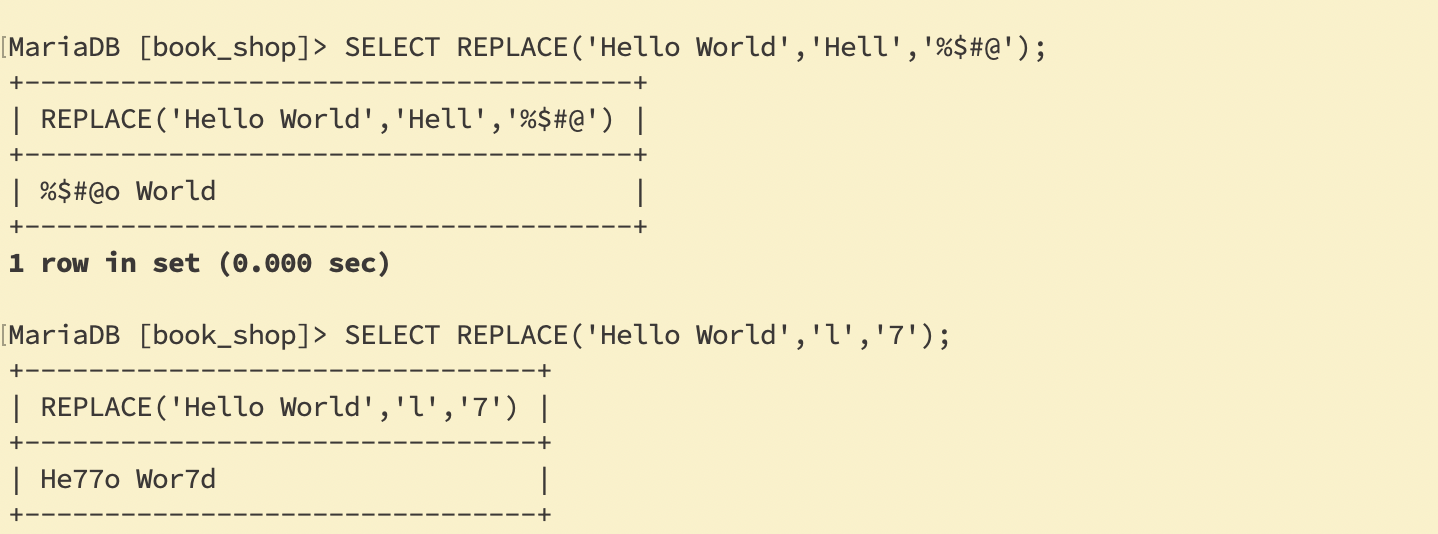 [MariaDB [book_shop]> SELECT REPLACE('Hello World','Hell','%$#@');
+--------------------------------------+
| REPLACE('Hello World','Hell','%$#@') |
+--------------------------------------+
| %$#@o World                          |
+--------------------------------------+
1 row in set (0.000 sec)
[MariaDB [book_shop]> SELECT REPLACE('Hello World','l','7');
+--------------------------------+
| REPLACE('Hello World','l','7') |
+--------------------------------+
| He77o Wor7d                    |
+--------------------------------+